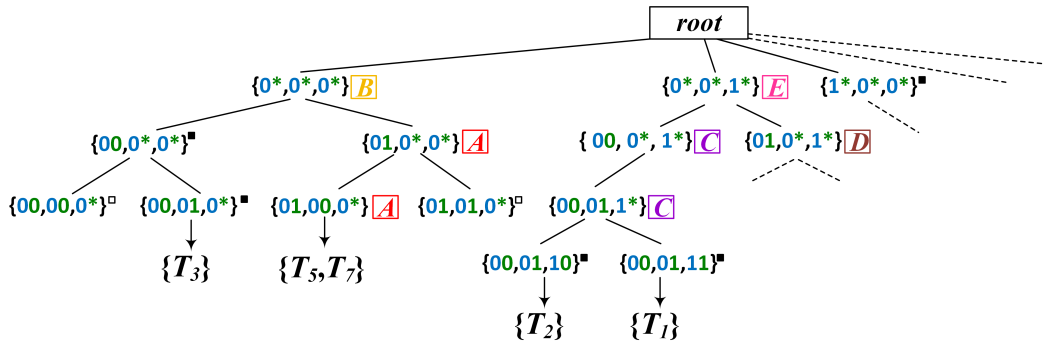 root
{0*,0*,0*} B {0*,0*,1*} E {1*,0*,0*}■
{00,0*,0*}■ {01,0*,0*} A { 00, 0*, 1*} C {01,0*,1*} D
{00,00,0*}□ {00,01,0*}■ {01,00,0*} A {01,01,0*}□ {00,01,1*} C
{T₃} {T₅,T₇} {00,01,10}■ {00,01,11}■
{T₂} {T₁}